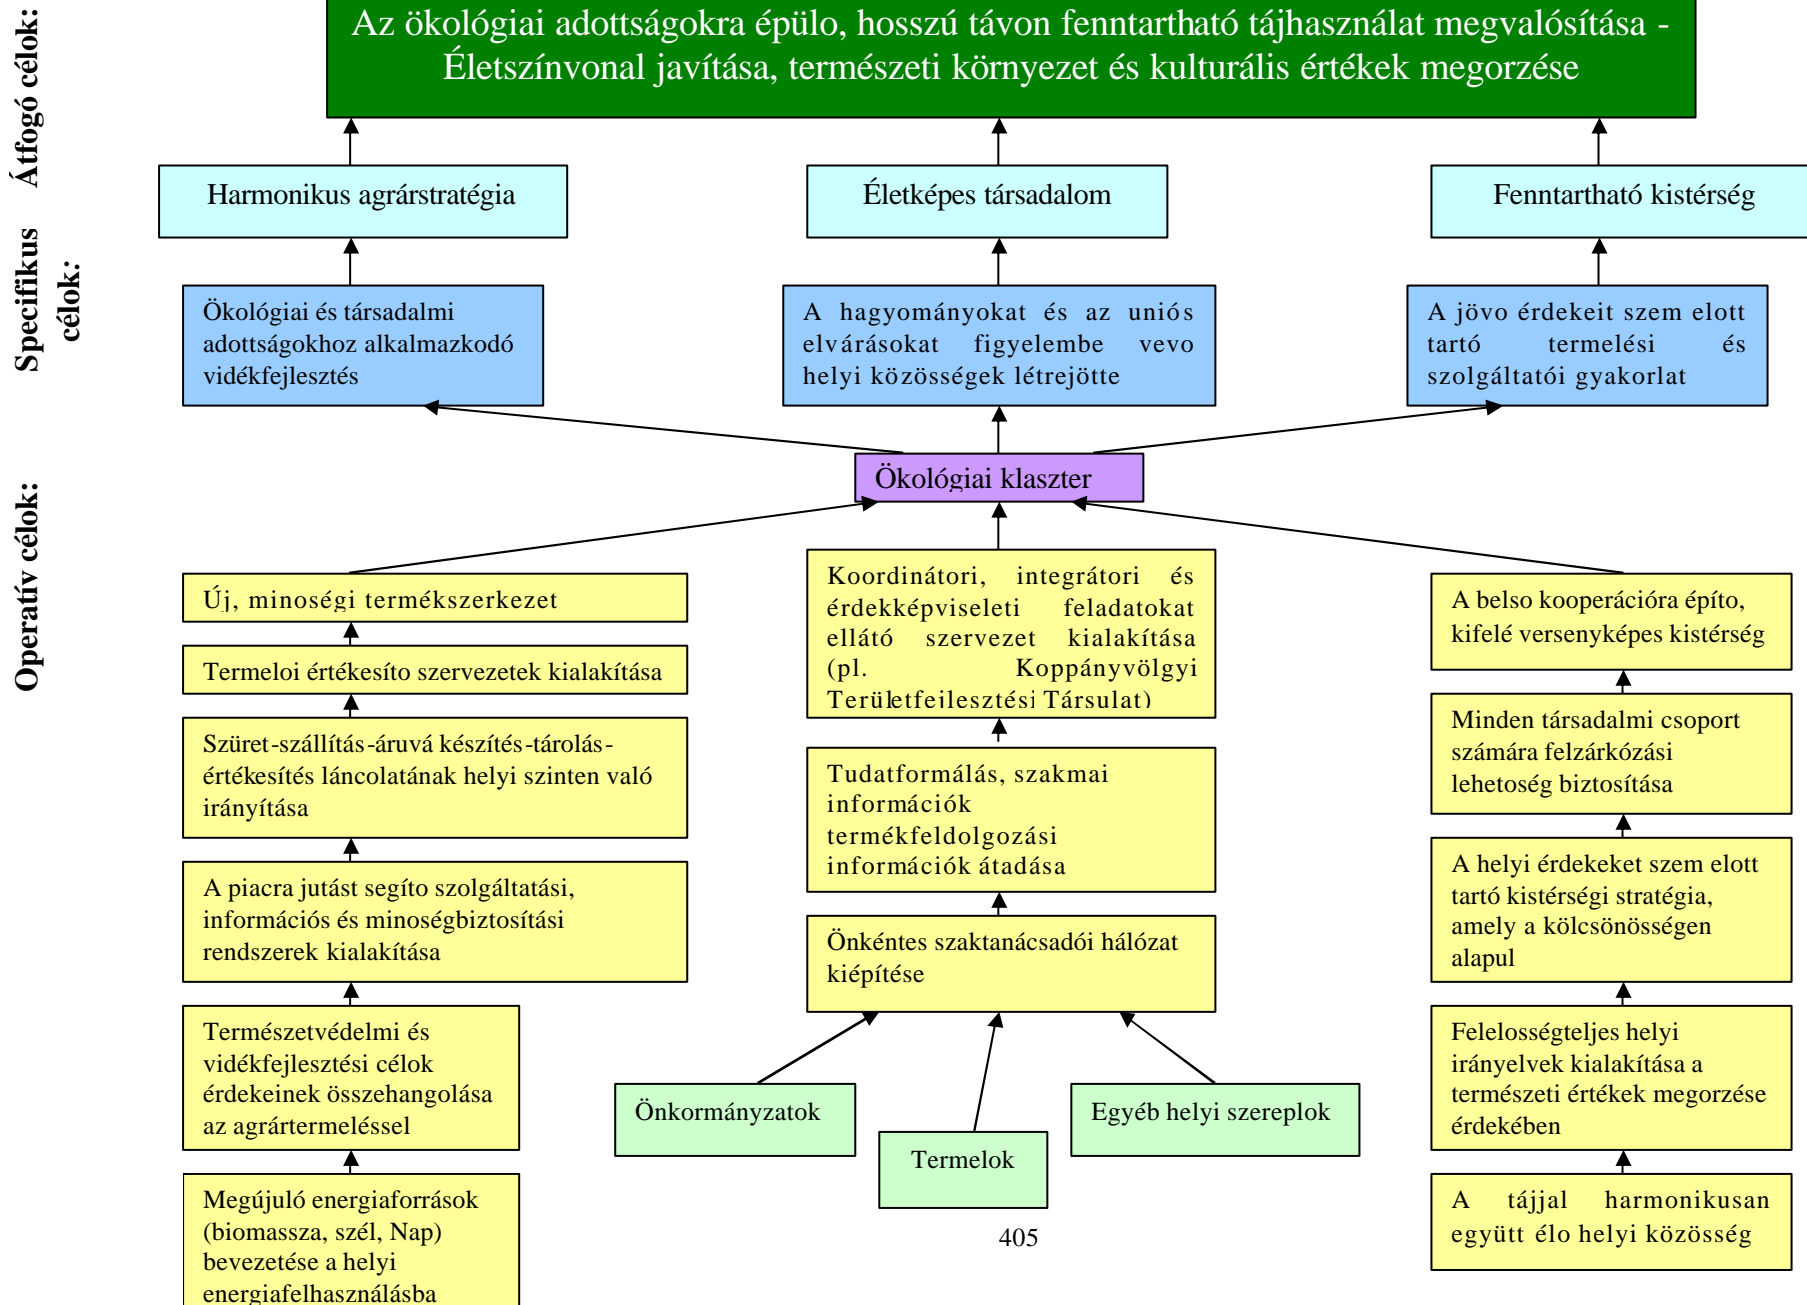 Átfogó célok:
Az ökológiai adottságokra épülo, hosszú távon fenntartható tájhasználat megvalósítása -
Életszínvonal javítása, természeti környezet és kulturális értékek megorzése
Harmonikus agrárstratégia
Életképes társadalom
Fenntartható kistérség
Specifikus
célok:
Ökológiai és társadalmi
adottságokhoz alkalmazkodó
vidékfejlesztés
A hagyományokat és az uniós
elvárásokat figyelembe vevo
helyi közösségek létrejötte
A jövo érdekeit szem elott
tartó termelési és
szolgáltatói gyakorlat
Ökológiai klaszter
Operatív célok:
Új, minoségi termékszerkezet
Termeloi értékesíto szervezetek kialakítása
Szüret-szállítás-áruvá készítés-tárolás-
értékesítés láncolatának helyi szinten való
irányítása
A piacra jutást segíto szolgáltatási,
információs és minoségbiztosítási
rendszerek kialakítása
Természetvédelmi és
vidékfejlesztési célok
érdekeinek összehangolása
az agrártermeléssel
Megújuló energiaforrások
(biomassza, szél, Nap)
bevezetése a helyi
energiafelhasználásba
Koordinátori, integrátori és
érdekképviseleti feladatokat
ellátó szervezet kialakítása
(pl. Koppányvölgyi
Területfejlesztési Társulat)
Tudatformálás, szakmai
információk
termékfeldolgozási
információk átadása
Önkéntes szaktanácsadói hálózat
kiépítése
Önkormányzatok
Termelok
Egyéb helyi szereplok
A belso kooperációra építo,
kifelé versenyképes kistérség
Minden társadalmi csoport
számára felzárkózási
lehetoség biztosítása
A helyi érdekeket szem elott
tartó kistérségi stratégia,
amely a kölcsönösségen
alapul
Felelosségteljes helyi
irányelvek kialakítása a
természeti értékek megorzése
érdekében
A tájjal harmonikusan
együtt élo helyi közösség
405